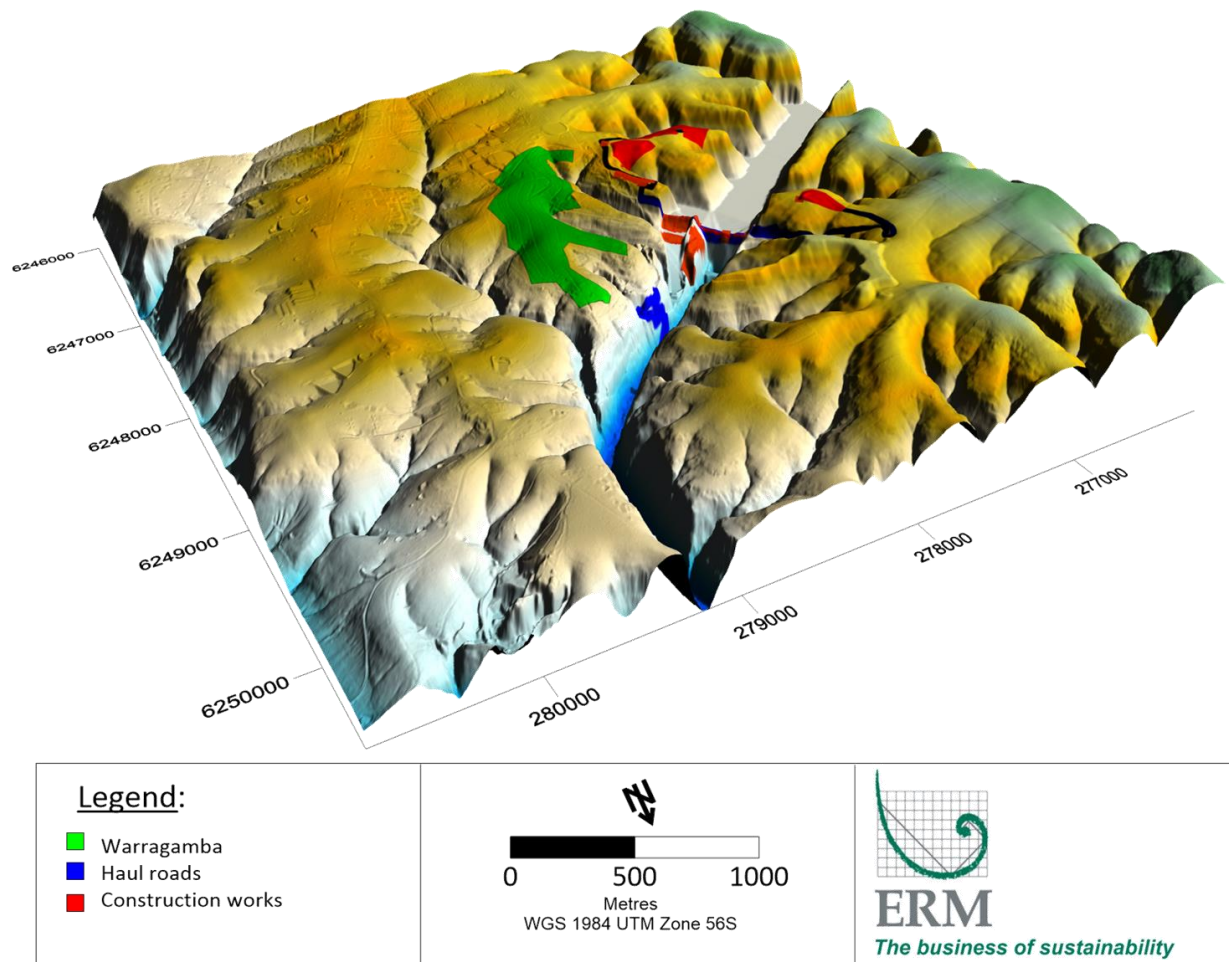 6246000
6247000
6248000
6249000
6250000
280000
279000
278000
277000
Legend:
Warragamba
Haul roads
Construction works
N
0 500 1000
Metres
WGS 1984 UTM Zone 56S
ERM
The business of sustainability